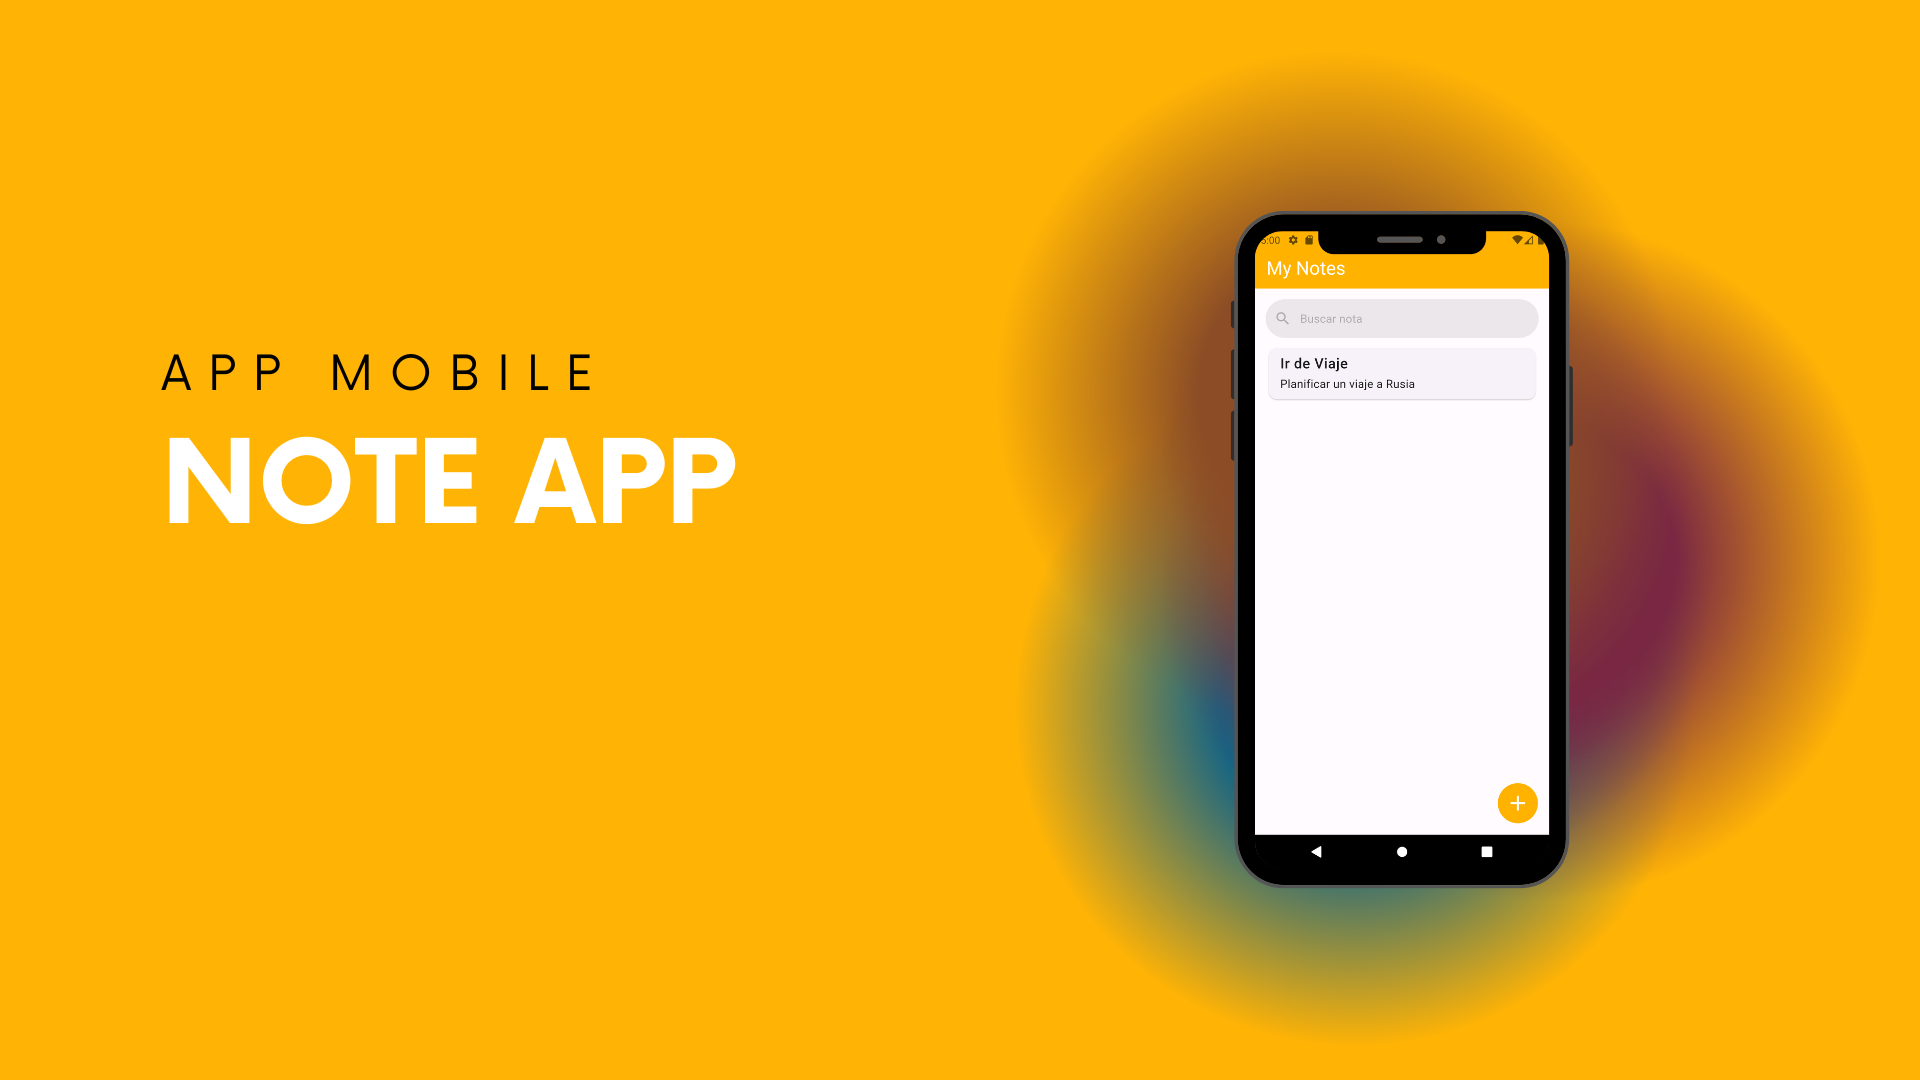 APP MOBILE
NOTE APP
5:00
My Notes
Buscar nota
Ir de Viaje
Planificar un viaje a Rusia